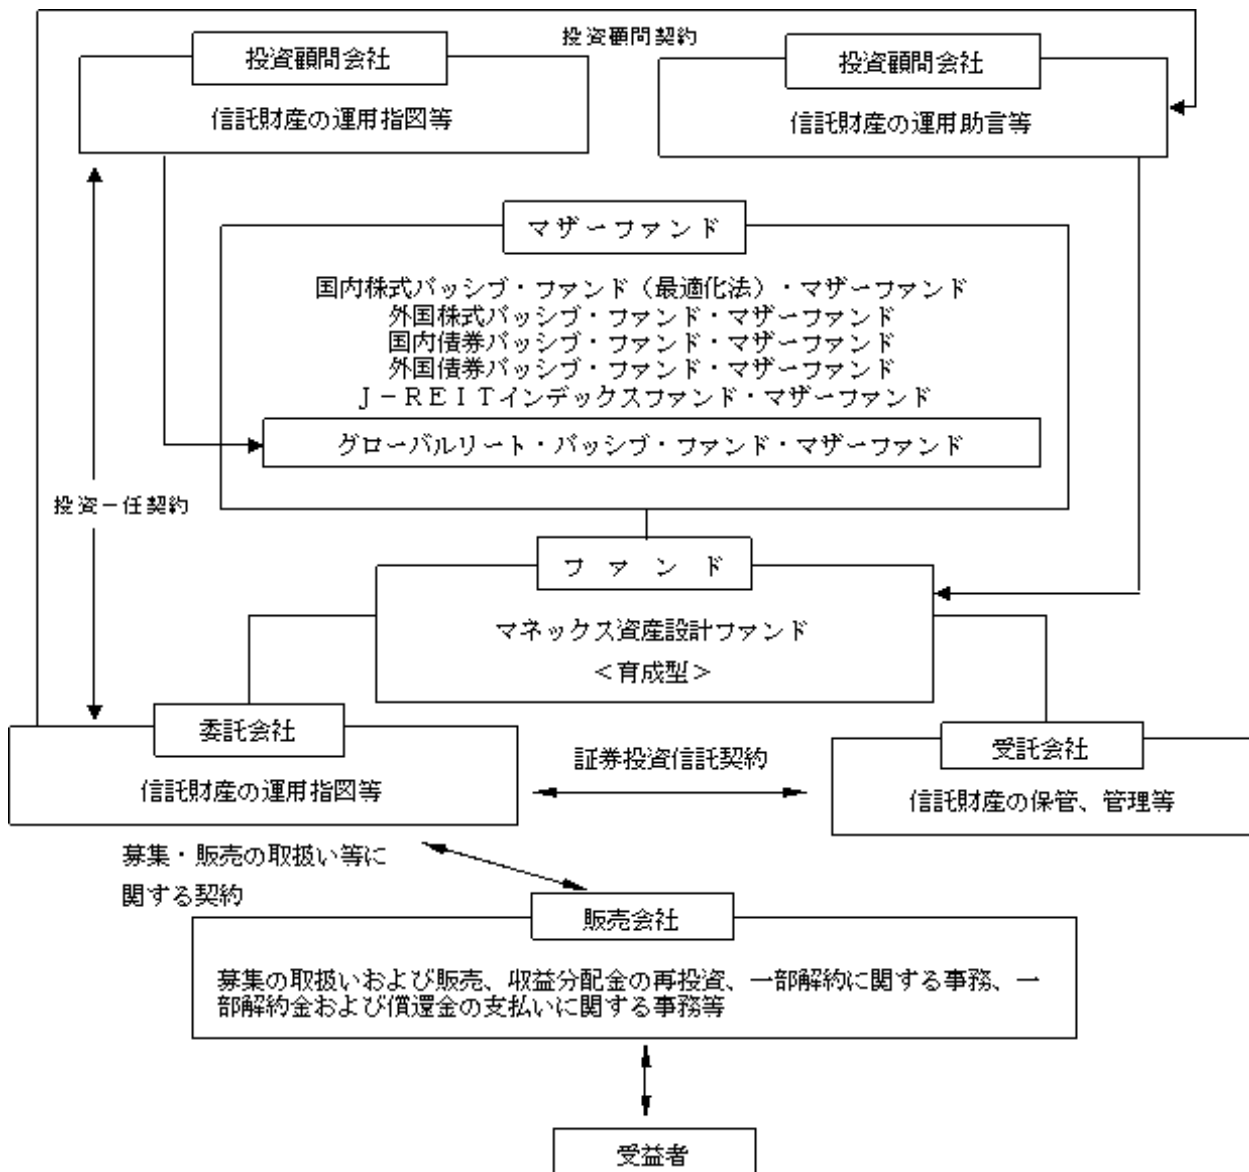 投資顧問契約
投資顧問会社
信託財産の運用指図等
投資顧問会社
信託財産の運用助言等
マザーファンド
国内株式パッシブ・ファンド（最適化法）・マザーファンド
外国株式パッシブ・ファンド・マザーファンド
国内債券パッシブ・ファンド・マザーファンド
外国債券パッシブ・ファンド・マザーファンド
Ｊ－ＲＥＩＴインデックスファンド・マザーファンド
グローバルリート・パッシブ・ファンド・マザーファンド
投資一任契約
ファンド
マネックス資産設計ファンド
＜育成型＞
委託会社
信託財産の運用指図等
証券投資信託契約
受託会社
信託財産の保管、管理等
募集・販売の取扱い等に
関する契約
販売会社
募集の取扱いおよび販売、収益分配金の再投資、一部解約に関する事務、一
部解約金および償還金の支払いに関する事務等
受益者